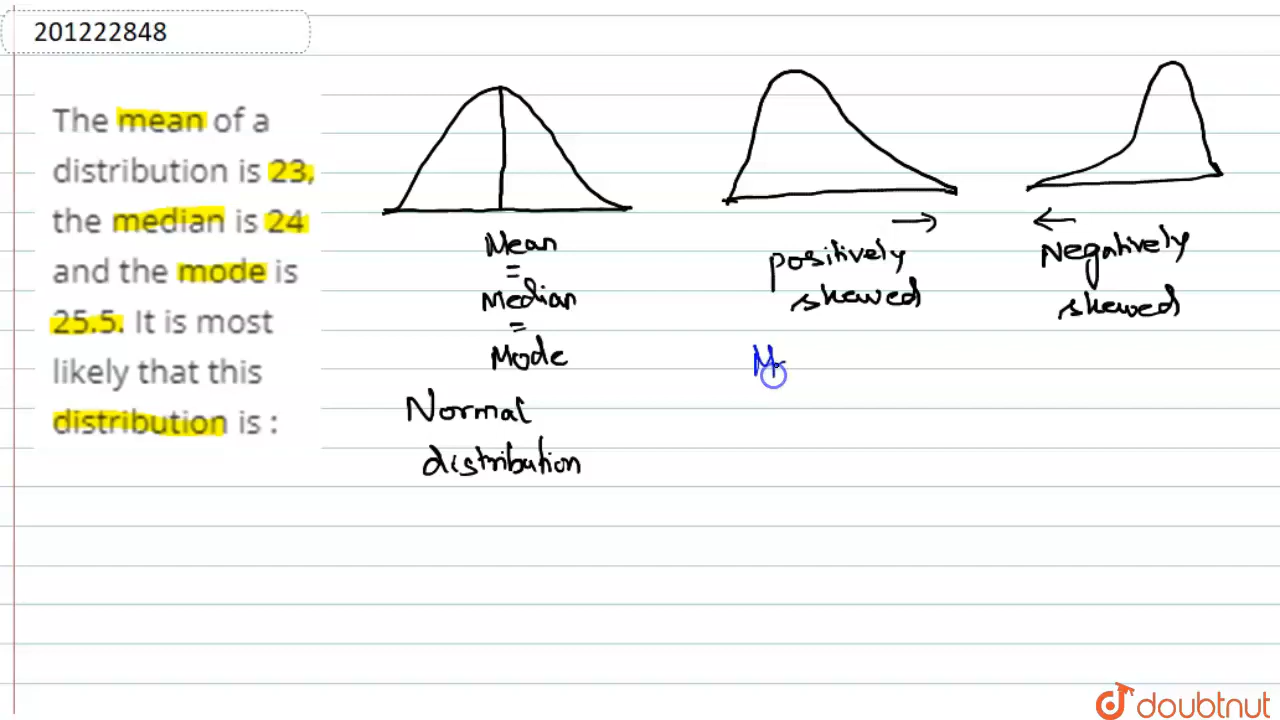 201222848
The mean of a
distribution is 23,
the median is 24
and the mode is
25.5. It is most
likely that this
distribution is :
Mean
=
Median
=
Mode
Normal
distribution
positively
skewed
Negatively
skewed
doubtnut